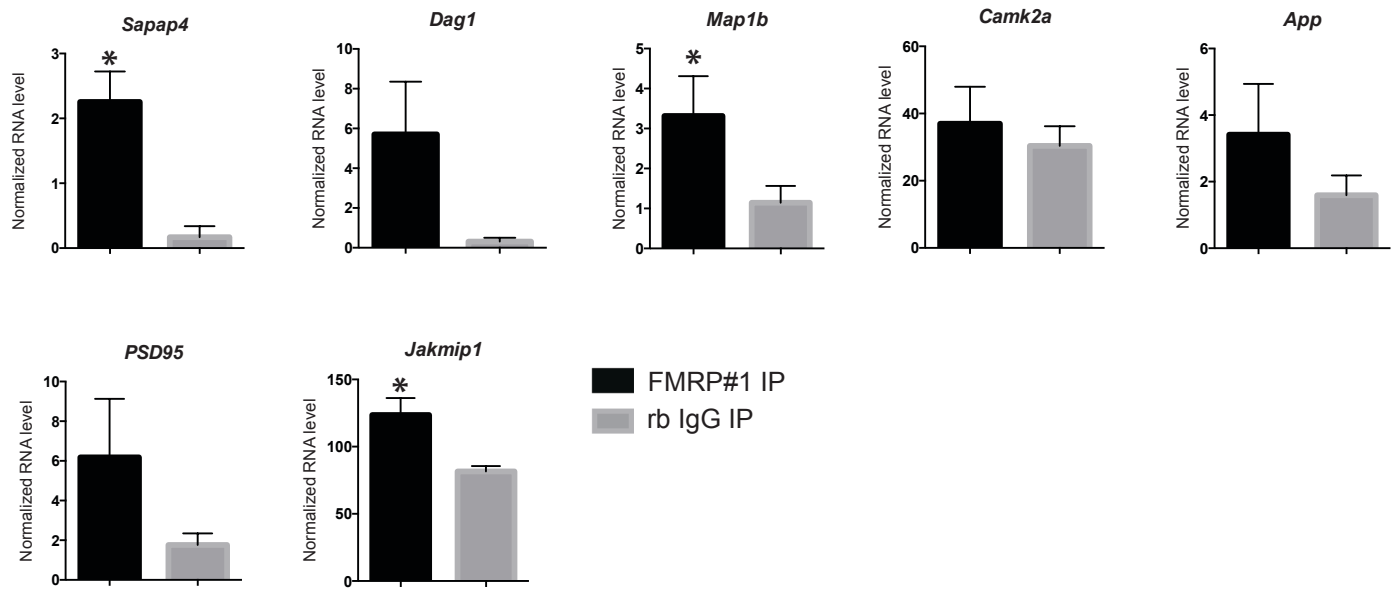 Sapap4
Normalized RNA level
3
2
1
0
*
Dag1
Normalized RNA level
10
8
6
4
2
0
Map1b
Normalized RNA level
5
4
3
2
1
0
*
Camk2a
Normalized RNA level
60
40
20
0
App
Normalized RNA level
6
4
2
0
PSD95
Normalized RNA level
10
8
6
4
2
0
Jakmip1
Normalized RNA level
150
100
50
0
*
FMRP#1 IP
rb IgG IP